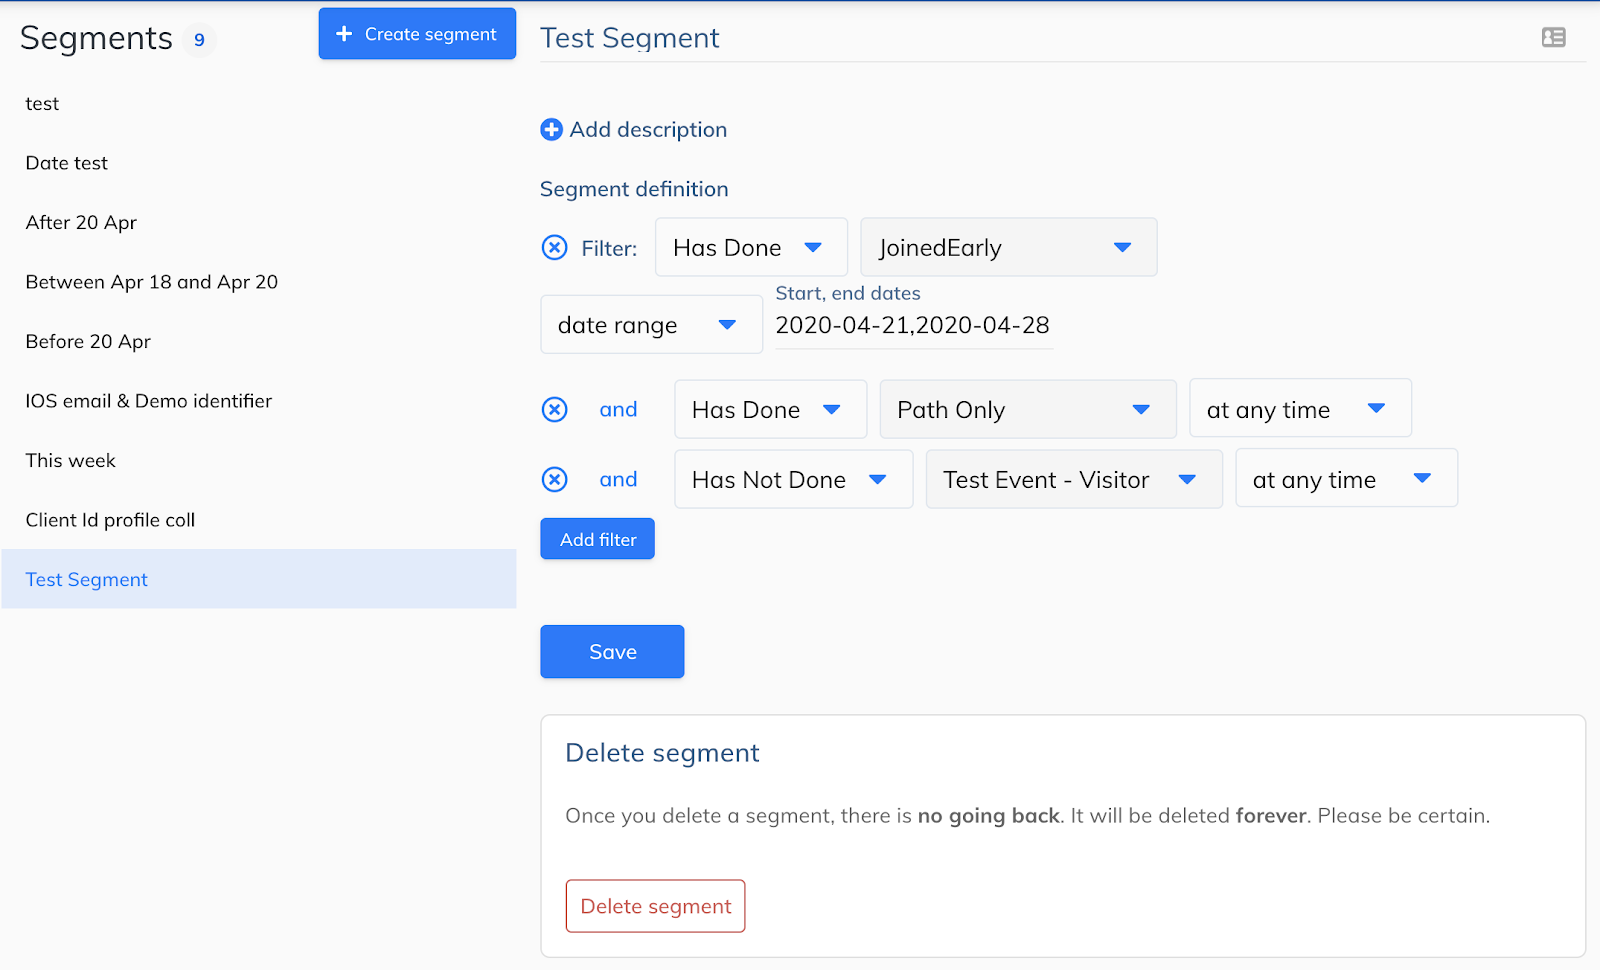 Segments 9
+ Create segment
test
Date test
After 20 Apr
Between Apr 18 and Apr 20
Before 20 Apr
IOS email & Demo identifier
This week
Client Id profile coll
Test Segment
Test Segment
Add description
Segment definition
Filter: Has Done JoinedEarly
Start, end dates
date range 2020-04-21,2020-04-28
and Has Done Path Only at any time
and Has Not Done Test Event - Visitor at any time
Add filter
Save
Delete segment
Once you delete a segment, there is no going back. It will be deleted forever. Please be certain.
Delete segment